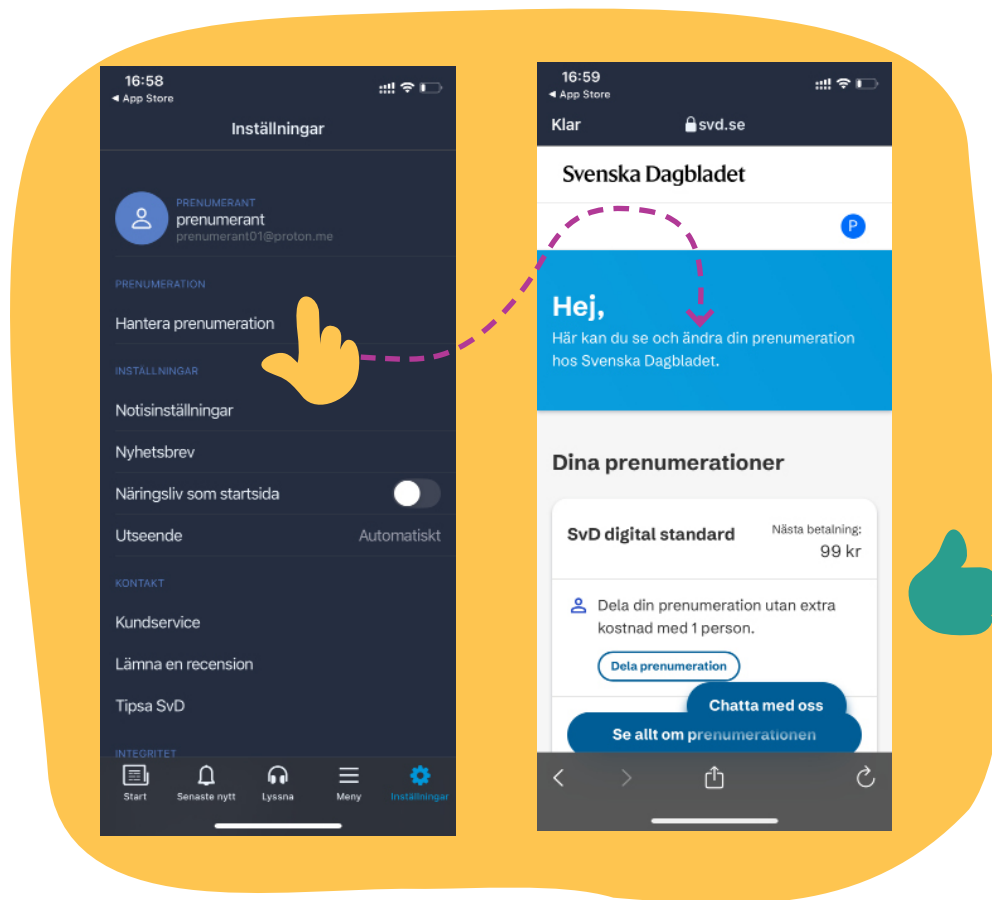 16:58
◄ App Store
Inställningar
PRENUMERANT
prenumerant
prenumerant01@proton.me
PRENUMERATION
Hantera prenumeration
INSTÄLLNINGAR
Notisinställningar
Nyhetsbrev
Näringsliv som startsida
Utseende Automatiskt
KONTAKT
Kundservice
Lämna en recension
Tipsa SvD
INTEGRITET
Start Senaste nytt Lyssna Meny Inställningar
16:59
◄ App Store
Klar svd.se
Svenska Dagbladet
P
Hej,
Här kan du se och ändra din prenumeration
hos Svenska Dagbladet.
Dina prenumerationer
SvD digital standard Nästa betalning:
99 kr
Dela din prenumeration utan extra
kostnad med 1 person.
Dela prenumeration
Chatta med oss
Se allt om prenumerationen